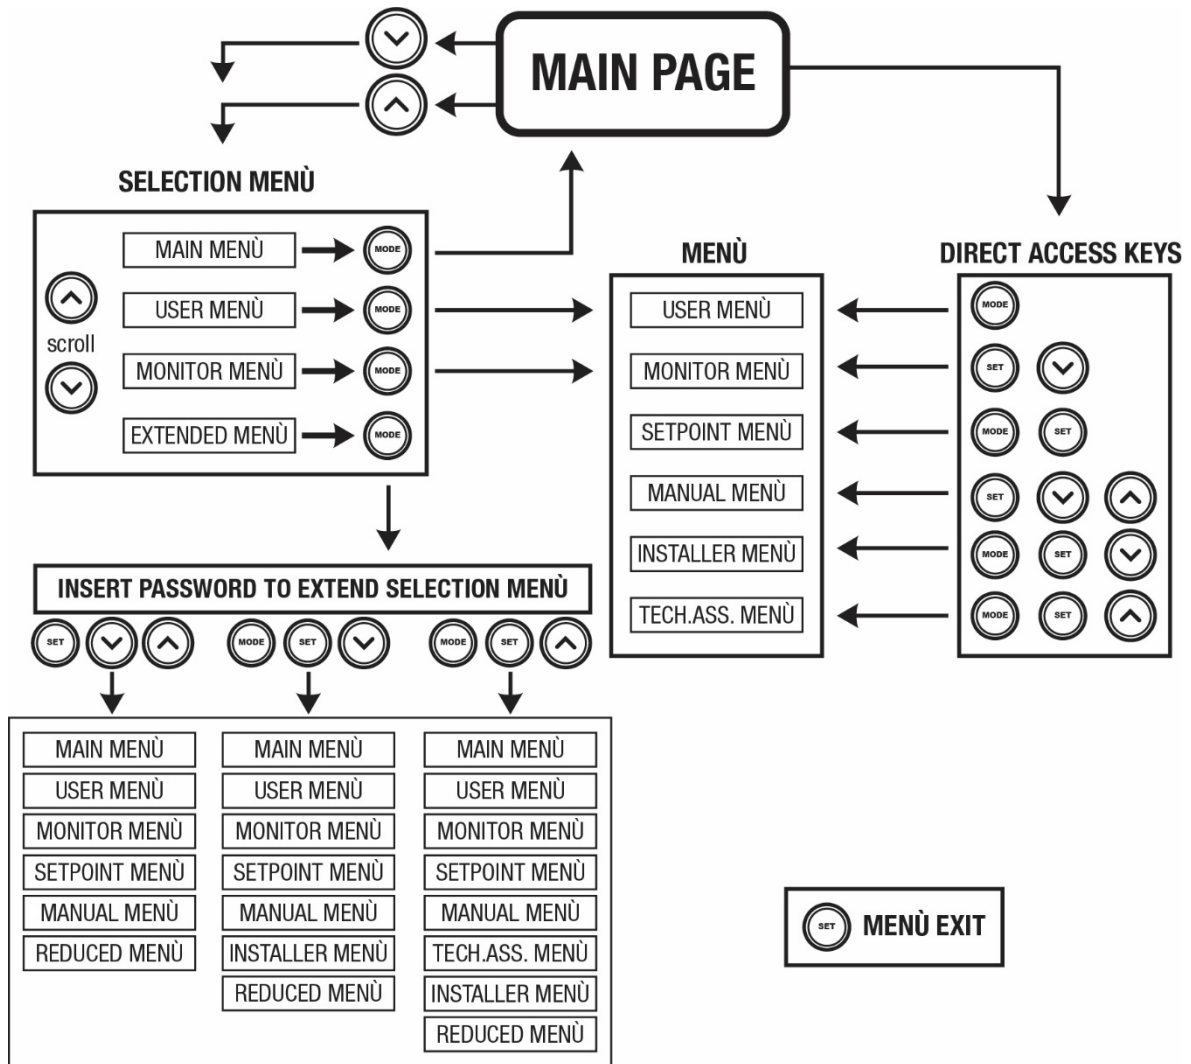 MAIN PAGE
SELECTION MENÙ
MAIN MENÙ MODE
USER MENÙ MODE
scroll
MONITOR MENÙ MODE
EXTENDED MENÙ MODE
MENÙ
USER MENÙ
MONITOR MENÙ
SETPOINT MENÙ
MANUAL MENÙ
INSTALLER MENÙ
TECH.ASS. MENÙ
DIRECT ACCESS KEYS
MODE
SET
MODE SET
SET
MODE SET
MODE SET
INSERT PASSWORD TO EXTEND SELECTION MENÙ
SET MODE SET MODE SET
MAIN MENÙ
USER MENÙ
MONITOR MENÙ
SETPOINT MENÙ
MANUAL MENÙ
REDUCED MENÙ
MAIN MENÙ
USER MENÙ
MONITOR MENÙ
SETPOINT MENÙ
MANUAL MENÙ
INSTALLER MENÙ
REDUCED MENÙ
MAIN MENÙ
USER MENÙ
MONITOR MENÙ
SETPOINT MENÙ
MANUAL MENÙ
TECH.ASS. MENÙ
INSTALLER MENÙ
REDUCED MENÙ
SET MENÙ EXIT